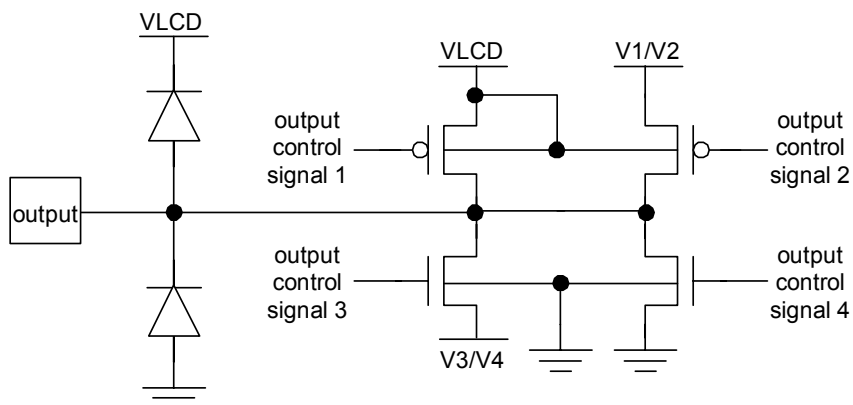 VLCD
VLCD
V1/V2
output
control
signal 1
output
control
signal 2
output
output
control
signal 3
output
control
signal 4
V3/V4